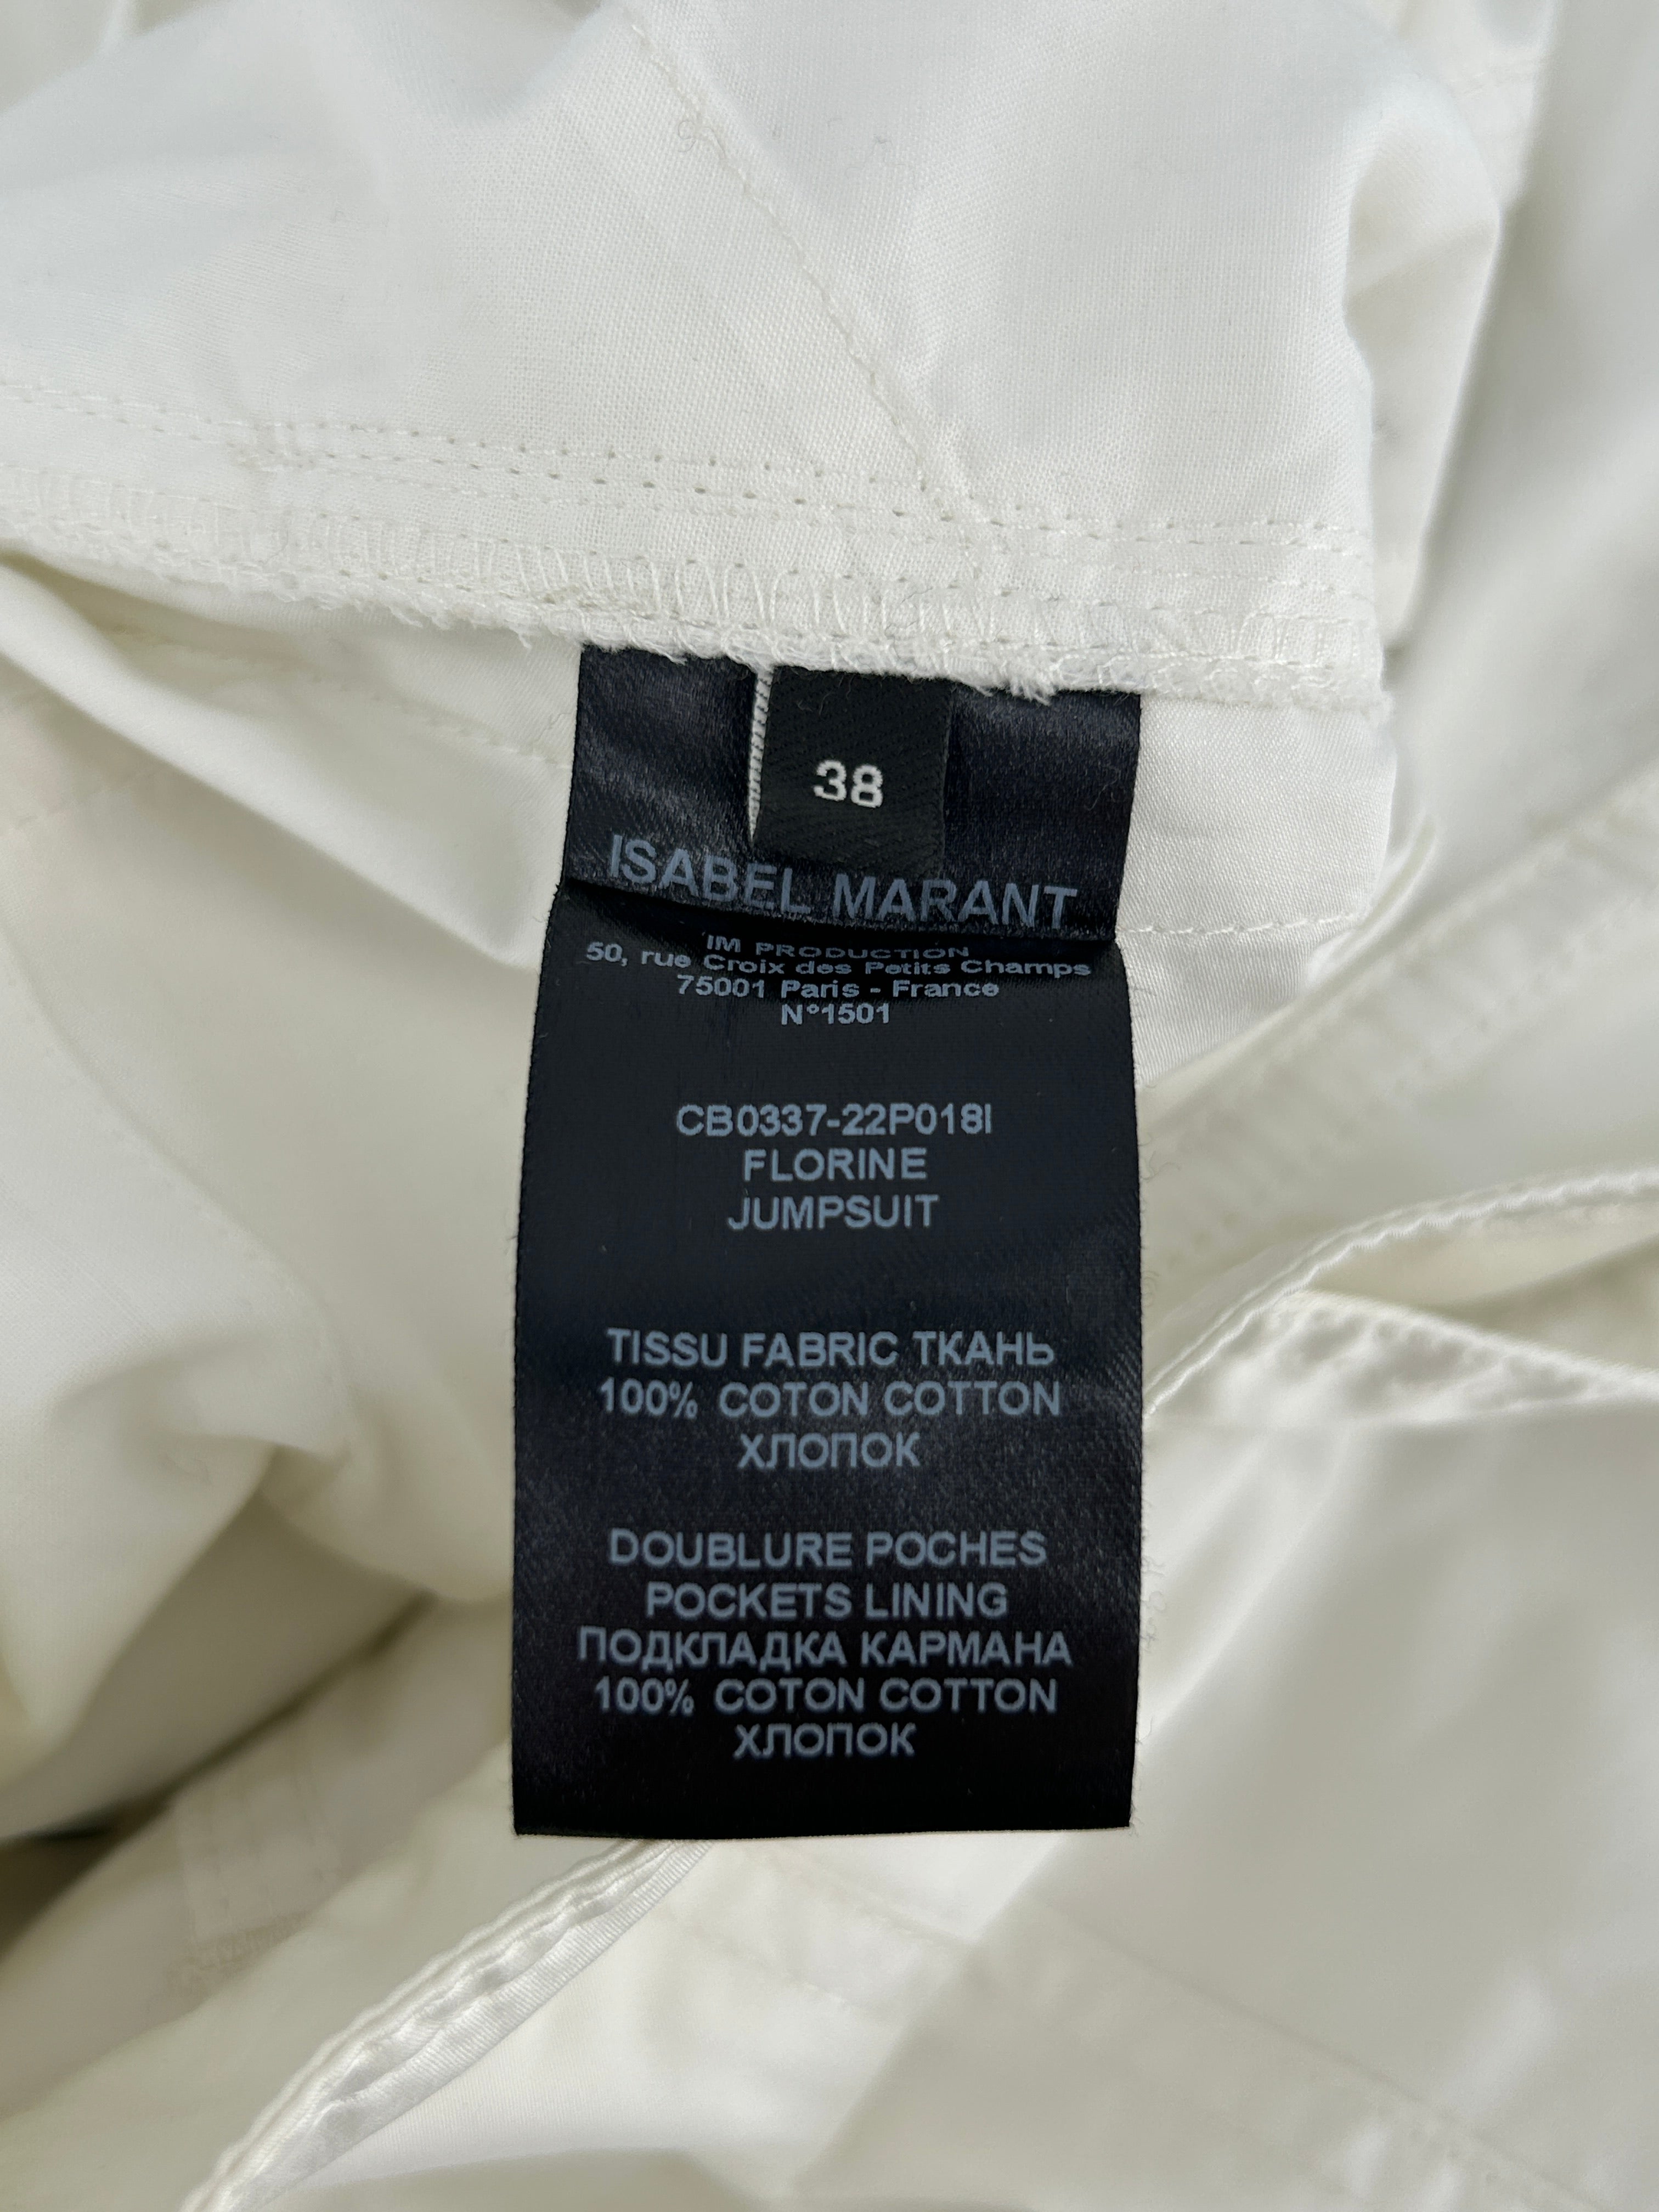 38
ISABEL MARANT
IM PRODUCTION
50, rue Croix des Petits Champs
75001 Paris - France
N°1501
CB0337-22P018I
FLORINE
JUMPSUIT
TISSU FABRIC ТКАНЬ
100% COTON COTTON
ХЛОПОК
DOUBLURE POCHES
POCKETS LINING
ПОДКЛАДКА КАРМАНА
100% COTON COTTON
ХЛОПОК